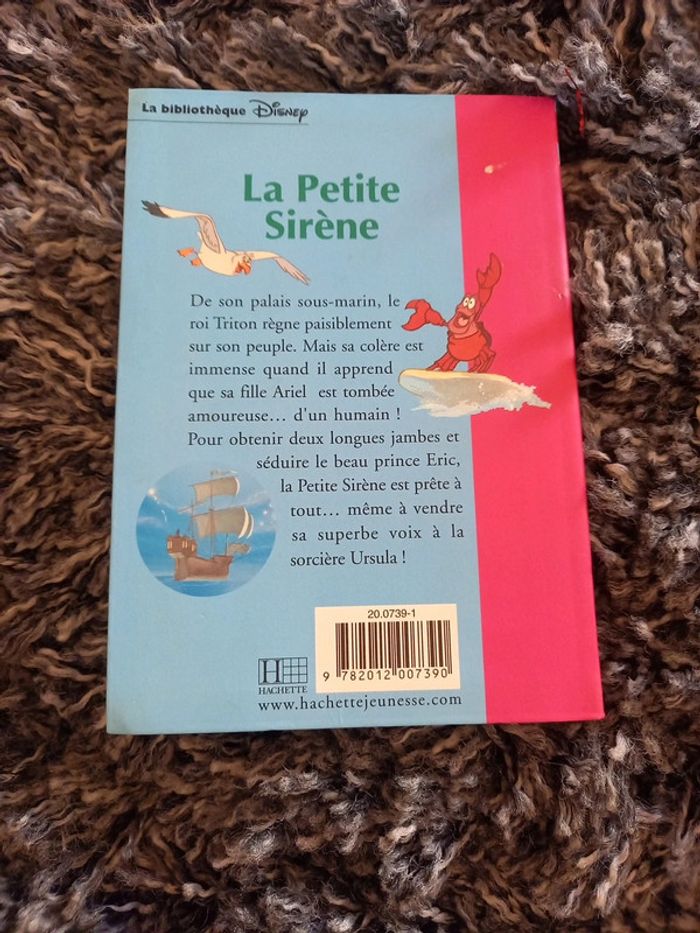 La bibliothèque Disney
La Petite
Sirène
De son palais sous-marin, le
roi Triton règne paisiblement
sur son peuple. Mais sa colère est
immense quand il apprend
que sa fille Ariel est tombée
amoureuse... d'un humain !
Pour obtenir deux longues jambes et
séduire le beau prince Eric,
la Petite Sirène est prête à
tout... même à vendre
sa superbe voix à la
sorcière Ursula !
20.0739-1
9 782012 007390
H
HACHETTE
www.hachettejeunesse.com